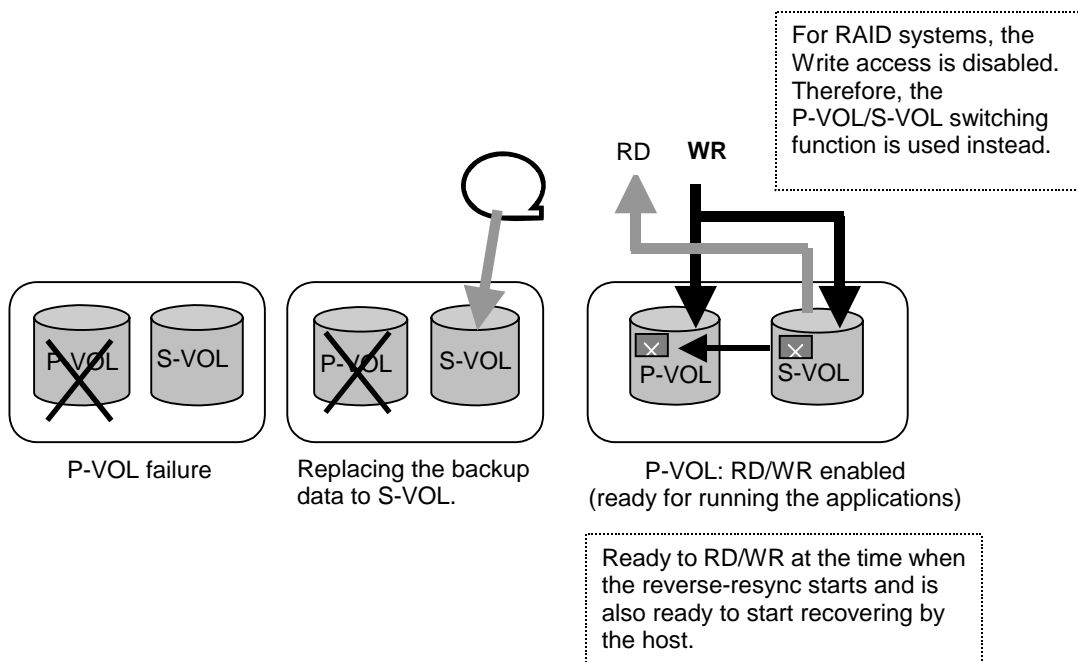 For RAID systems, the
Write access is disabled.
Therefore, the
P-VOL/S-VOL switching
function is used instead.
RD WR
P-VOL S-VOL
P-VOL S-VOL
P-VOL S-VOL
P-VOL failure
Replacing the backup
data to S-VOL.
P-VOL: RD/WR enabled
(ready for running the applications)
Ready to RD/WR at the time when
the reverse-resync starts and is
also ready to start recovering by
the host.